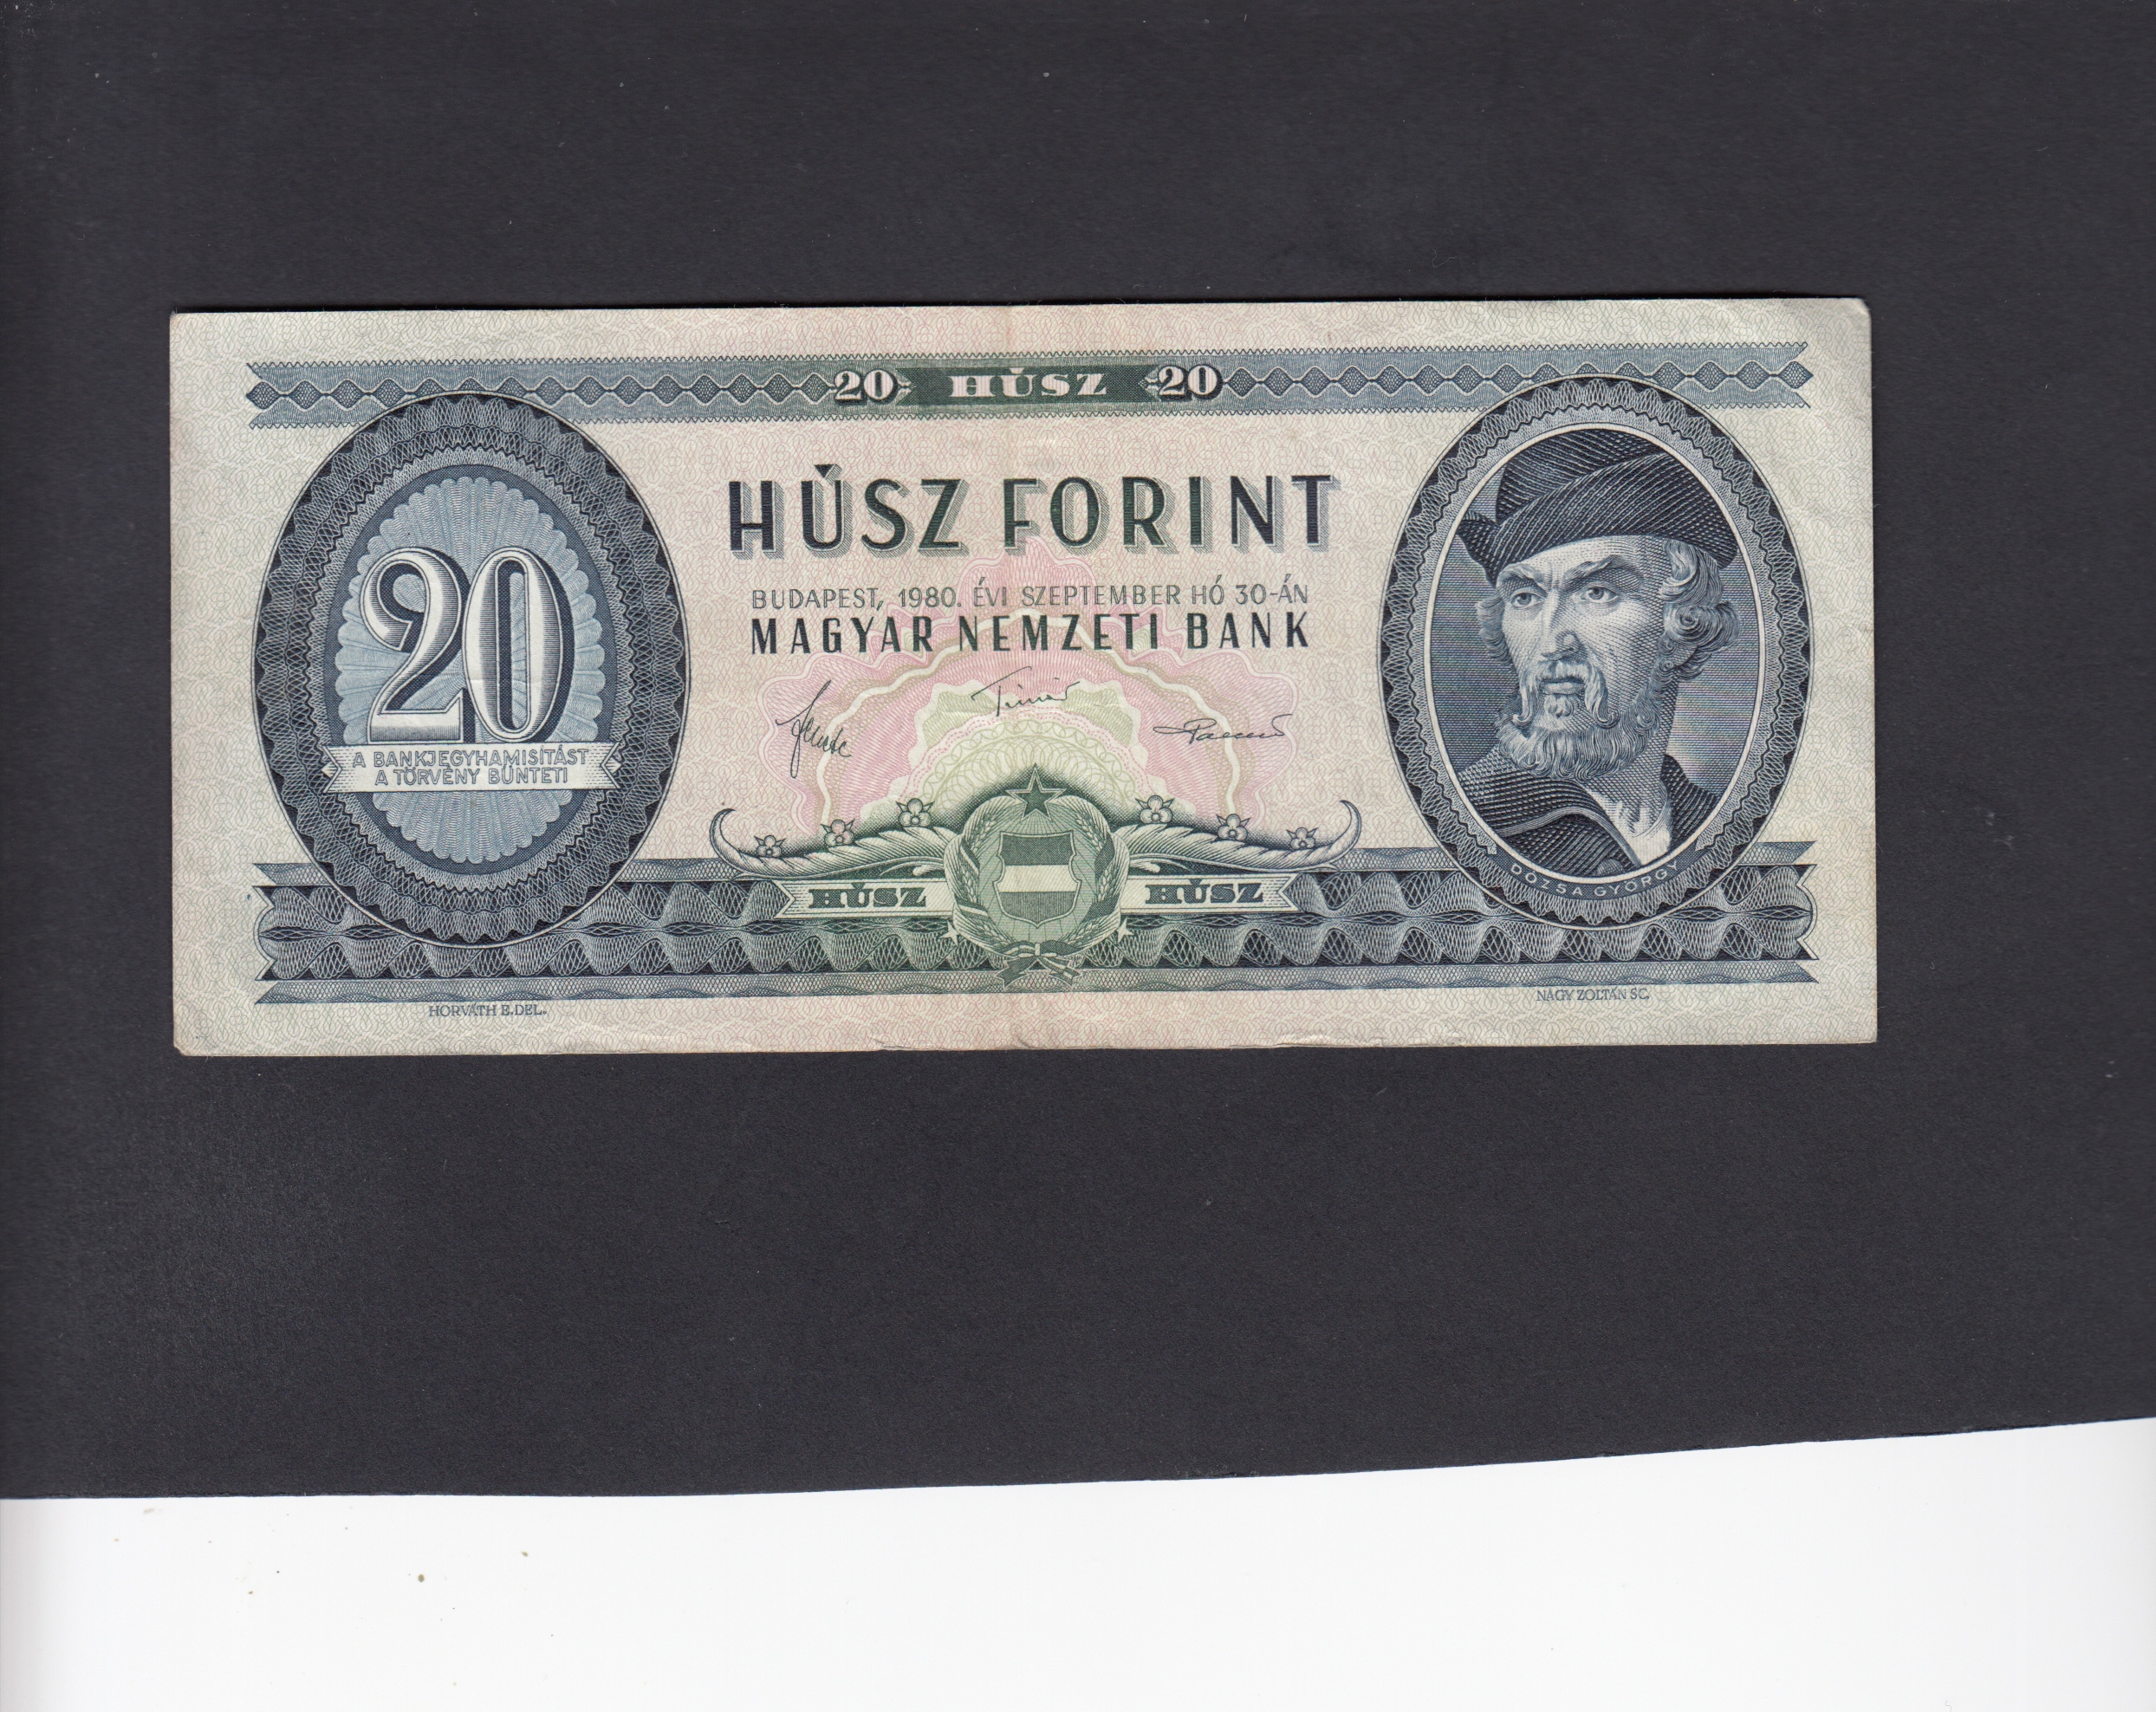 20 HÚSZ 20
HÚSZ FORINT
BUDAPEST, 1980. ÉVI SZEPTEMBER HÓ 30-ÁN
MAGYAR NEMZETI BANK
20
A BANKJEGYHAMISÍTÁST
A TÖRVÉNY BÜNTETI
HÚSZ HÚSZ
DÓZSA GYÖRGY
HORVÁTH E. DEL.
NAGY ZOLTÁN SC.